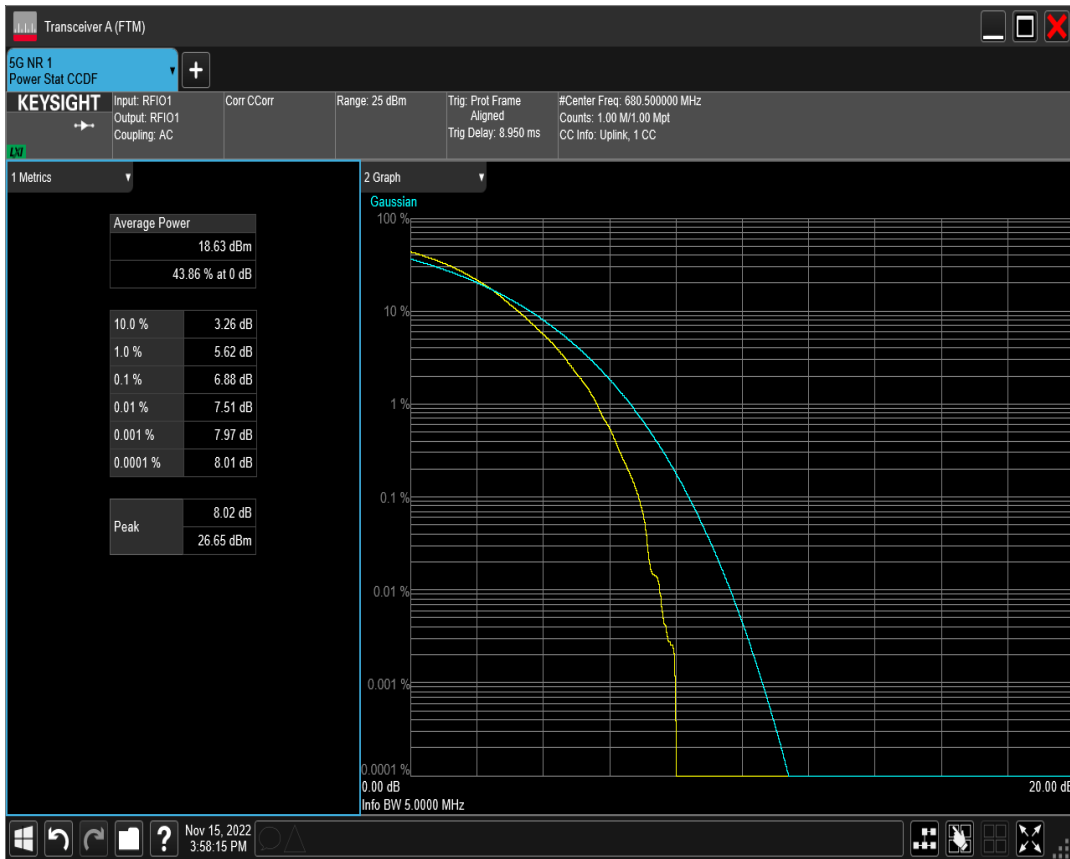 Transceiver A (FTM)
5G NR 1
Power Stat CCDF
+
KEYSIGHT
LXI
Input: RFIO1
Output: RFIO1
Coupling: AC
Corr CCorr
Range: 25 dBm
Trig: Prot Frame
Aligned
Trig Delay: 8.950 ms
#Center Freq: 680.500000 MHz
Counts: 1.00 M/1.00 Mpt
CC Info: Uplink, 1 CC
1 Metrics
Average Power
18.63 dBm
43.86 % at 0 dB
10.0 % 3.26 dB
1.0 % 5.62 dB
0.1 % 6.88 dB
0.01 % 7.51 dB
0.001 % 7.97 dB
0.0001 % 8.01 dB
Peak
8.02 dB
26.65 dBm
2 Graph
Gaussian
100 %
10 %
1 %
0.1 %
0.01 %
0.001 %
0.0001 %
0.00 dB 20.00 dB
Info BW 5.0000 MHz
?
Nov 15, 2022
3:58:15 PM